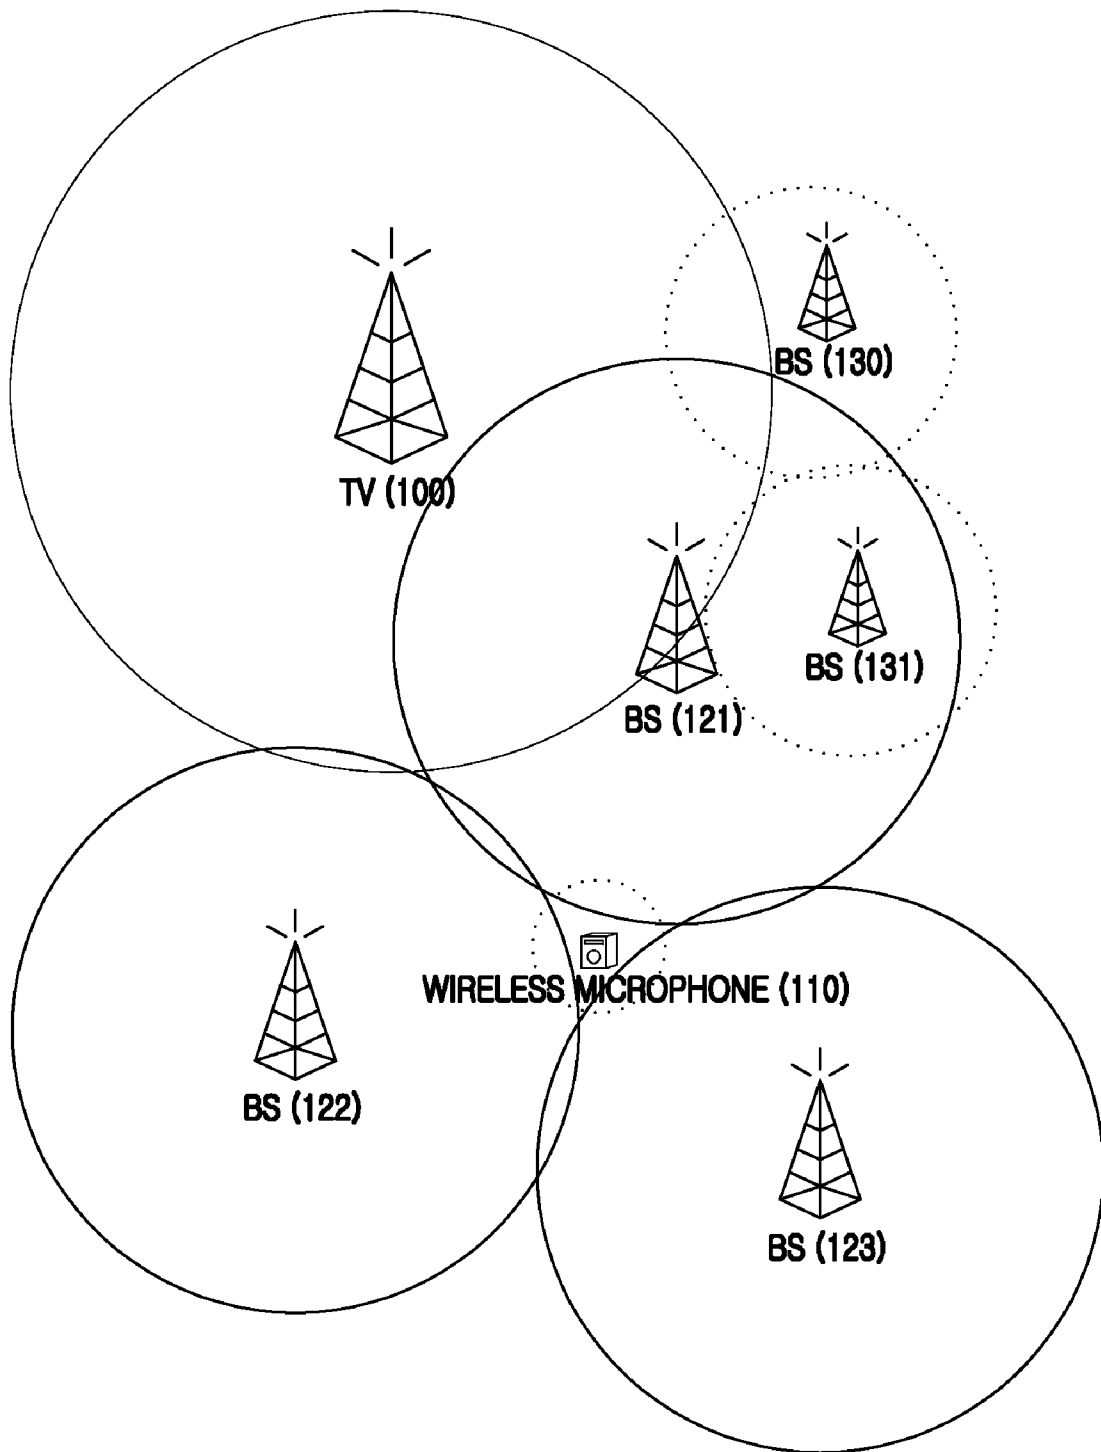 BS (130)
TV (100)
BS (131)
BS (121)
WIRELESS MICROPHONE (110)
BS (122)
BS (123)